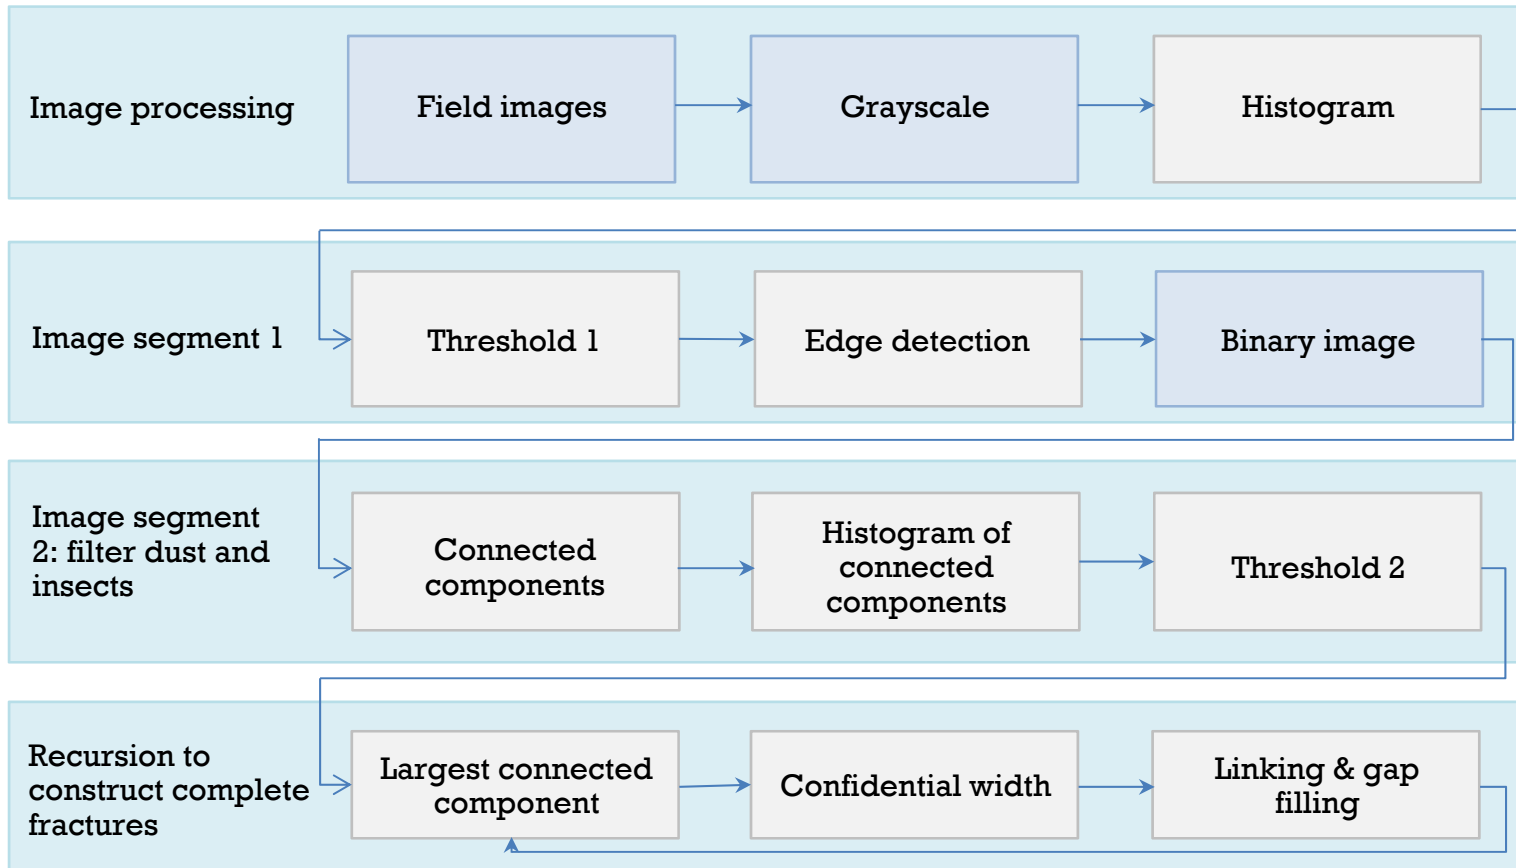 Image processing
Field images
Grayscale
Histogram
Image segment 1
Threshold 1
Edge detection
Binary image
Image segment
2: filter dust and
insects
Connected
components
Histogram of
connected
components
Threshold 2
Recursion to
construct complete
fractures
Largest connected
component
Confidential width
Linking & gap
filling